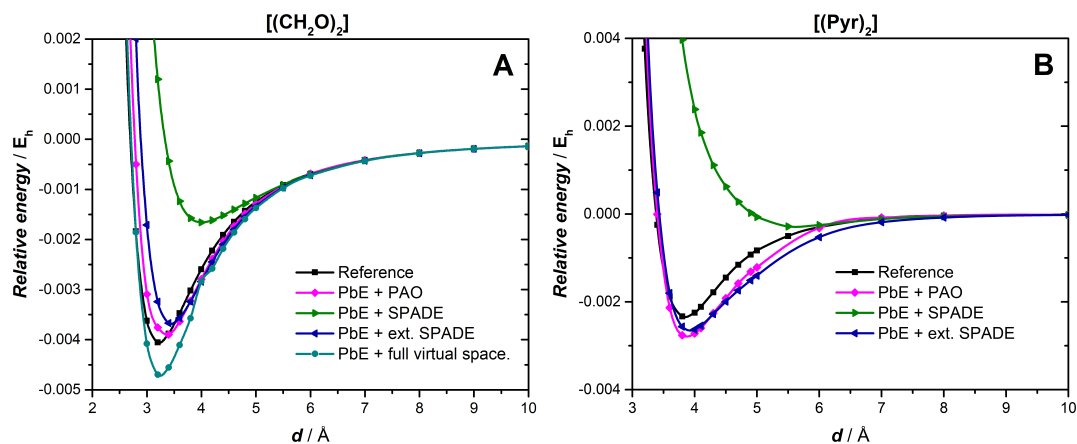 [(CH₂O)₂]
A
Relative energy / Eₕ
0.002
0.001
0.000
-0.001
-0.002
-0.003
-0.004
-0.005
Reference
PbE + PAO
PbE + SPADE
PbE + ext. SPADE
PbE + full virtual space.
2 3 4 5 6 7 8 9 10
d / Å
[(Pyr)₂]
B
Relative energy / Eₕ
0.004
0.002
0.000
-0.002
-0.004
Reference
PbE + PAO
PbE + SPADE
PbE + ext. SPADE
3 4 5 6 7 8 9 10
d / Å